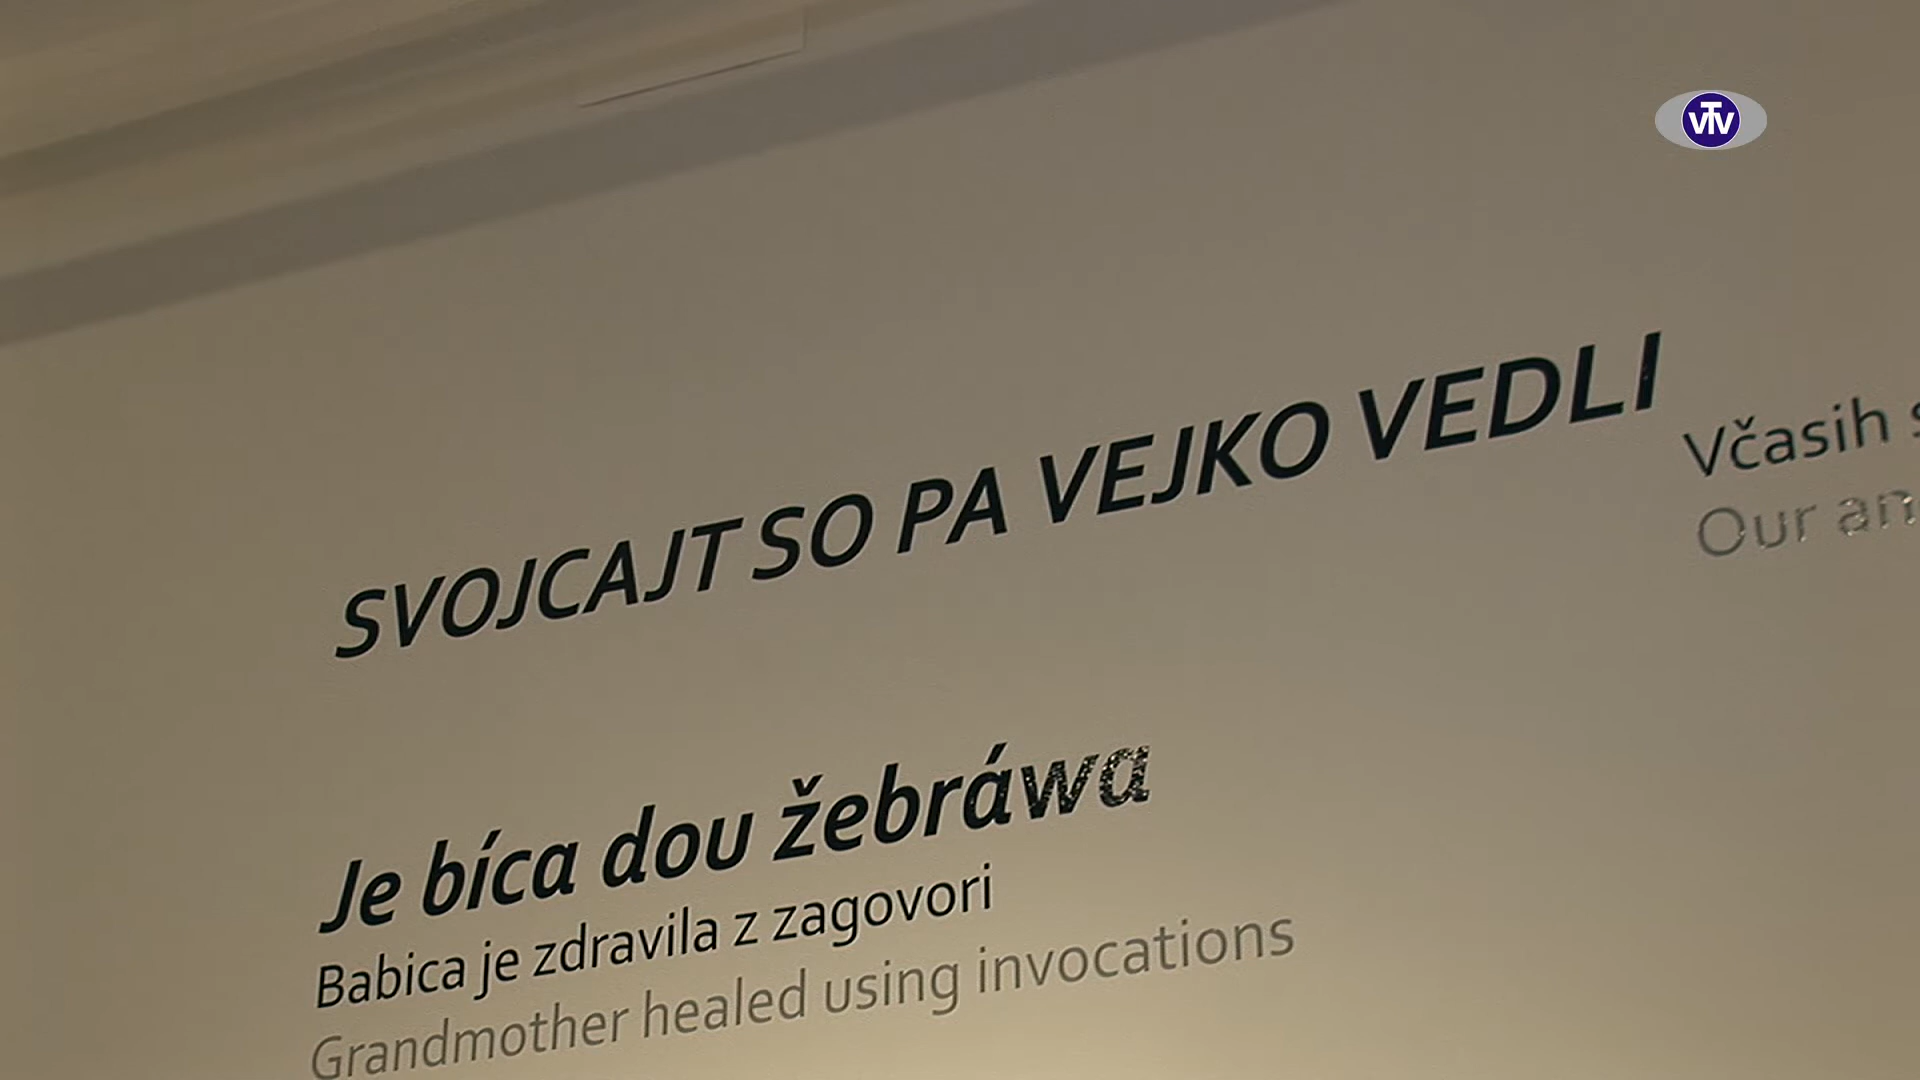 VTV
SVOJCAJT SO PA VEJKO VEDLI
Včasih
Our
Je bíca dou žebráwa
Babica je zdravila z zagovori
Grandmother healed using invocations